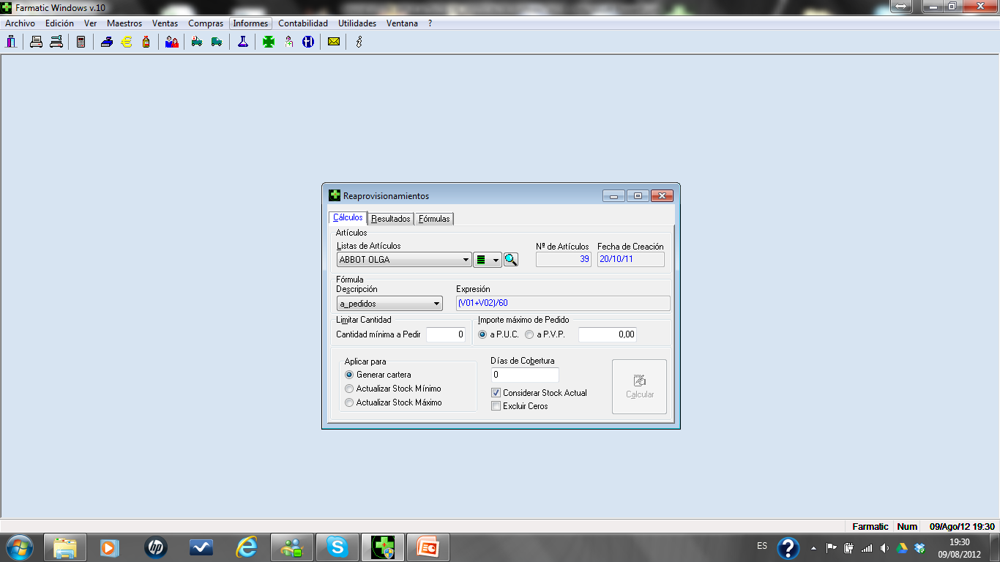 Farmatic Windows v.10
Archivo Edición Ver Maestros Ventas Compras Informes Contabilidad Utilidades Ventana ?
Reaprovisionamientos
Cálculos Resultados Fórmulas
Artículos
Listas de Artículos Nº de Artículos Fecha de Creación
ABBOT OLGA 39 20/10/11
Fórmula
Descripción Expresión
a_pedidos (V01+V02)/60
Limitar Cantidad Importe máximo de Pedido
Cantidad mínima a Pedir 0 a P.U.C. a P.V.P. 0,00
Aplicar para Días de Cobertura
Generar cartera 0
Actualizar Stock Mínimo Considerar Stock Actual
Actualizar Stock Máximo Excluir Ceros
Calcular
Farmatic Num 09/Ago/12 19:30
ES 19:30
09/08/2012